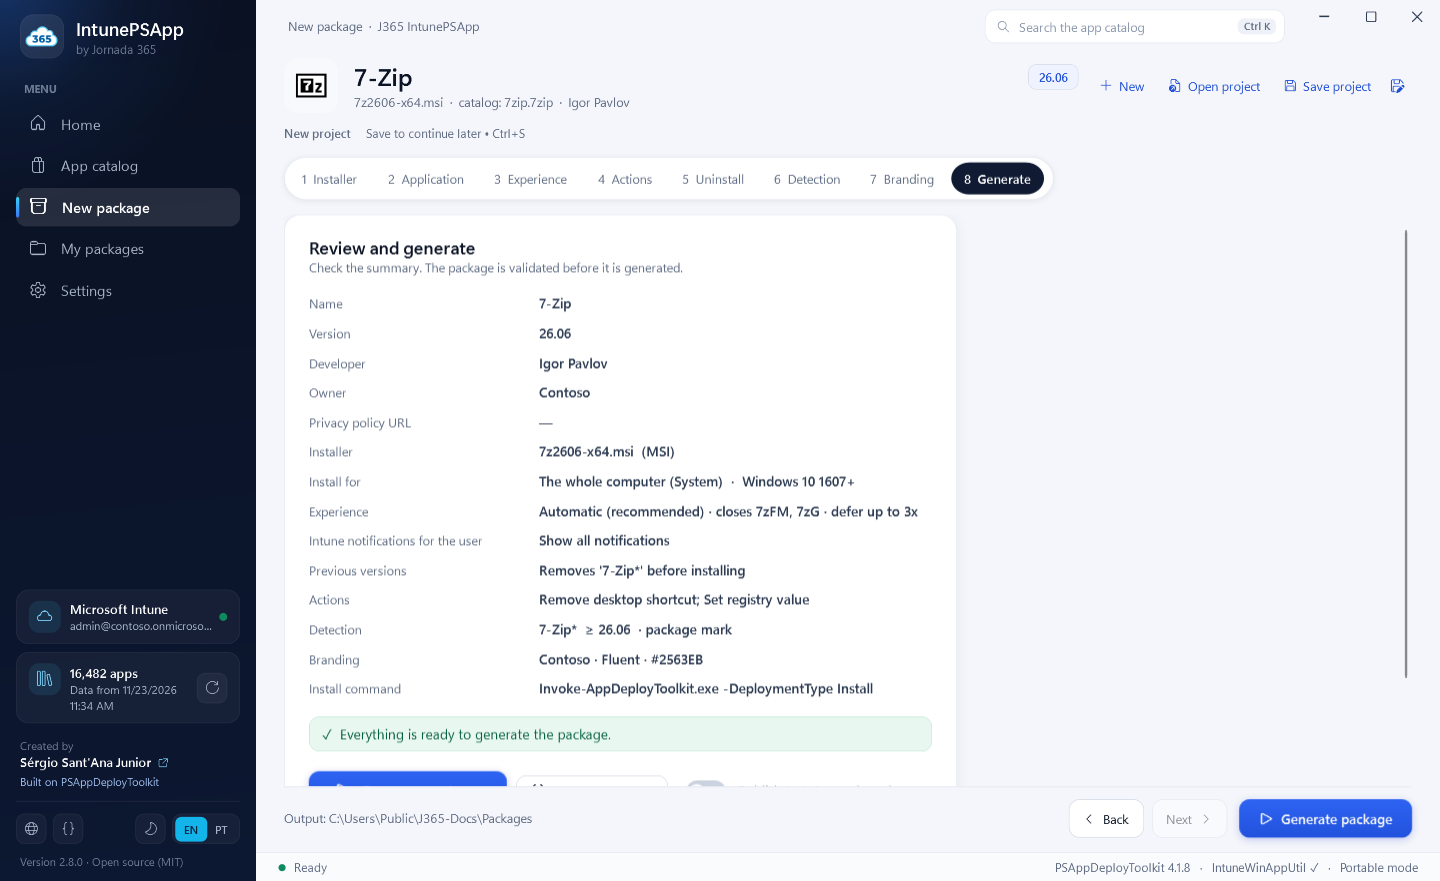 365
IntunePSApp
by Jornada 365
MENU
Home
App catalog
New package
My packages
Settings
Microsoft Intune
admin@contoso.onmicroso...
16,482 apps
Data from 11/23/2026
11:34 AM
Created by
Sérgio Sant'Ana Junior
Built on PSAppDeployToolkit
{}
EN PT
Version 2.8.0 · Open source (MIT)
New package · J365 IntunePSApp
Search the app catalog Ctrl K
7z
7-Zip
7z2606-x64.msi · catalog: 7zip.7zip · Igor Pavlov
26.06
New
Open project
Save project
New project Save to continue later • Ctrl+S
1 Installer
2 Application
3 Experience
4 Actions
5 Uninstall
6 Detection
7 Branding
8 Generate
Review and generate
Check the summary. The package is validated before it is generated.
Name 7-Zip
Version 26.06
Developer Igor Pavlov
Owner Contoso
Privacy policy URL —
Installer 7z2606-x64.msi (MSI)
Install for The whole computer (System) · Windows 10 1607+
Experience Automatic (recommended) · closes 7zFM, 7zG · defer up to 3x
Intune notifications for the user Show all notifications
Previous versions Removes '7-Zip*' before installing
Actions Remove desktop shortcut; Set registry value
Detection 7-Zip* ≥ 26.06 · package mark
Branding Contoso · Fluent · #2563EB
Install command Invoke-AppDeployToolkit.exe -DeploymentType Install
✓ Everything is ready to generate the package.
Output: C:\Users\Public\J365-Docs\Packages
Back
Next
Generate package
Ready
PSAppDeployToolkit 4.1.8 · IntuneWinAppUtil ✓ · Portable mode